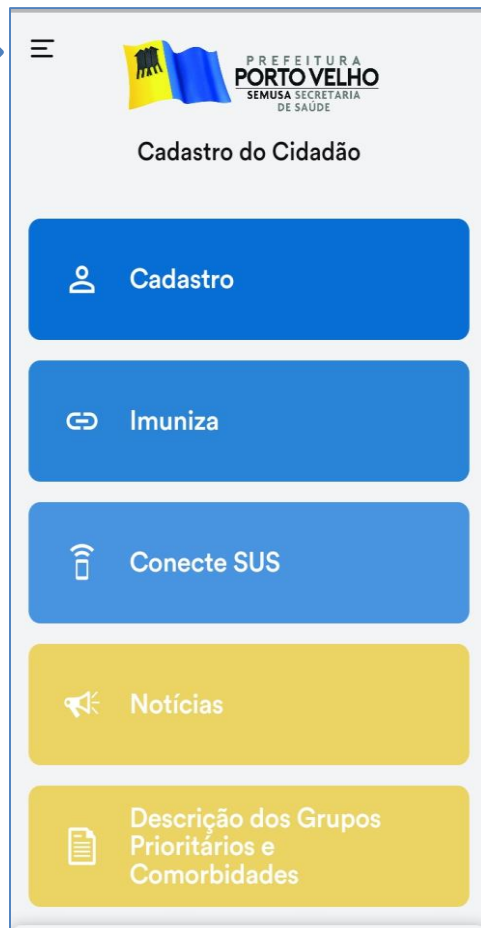 PREFEITURA
PORTO VELHO
SEMUSA SECRETARIA
DE SAÚDE
Cadastro do Cidadão
Cadastro
Imuniza
Conecte SUS
Notícias
Descrição dos Grupos
Prioritários e
Comorbidades